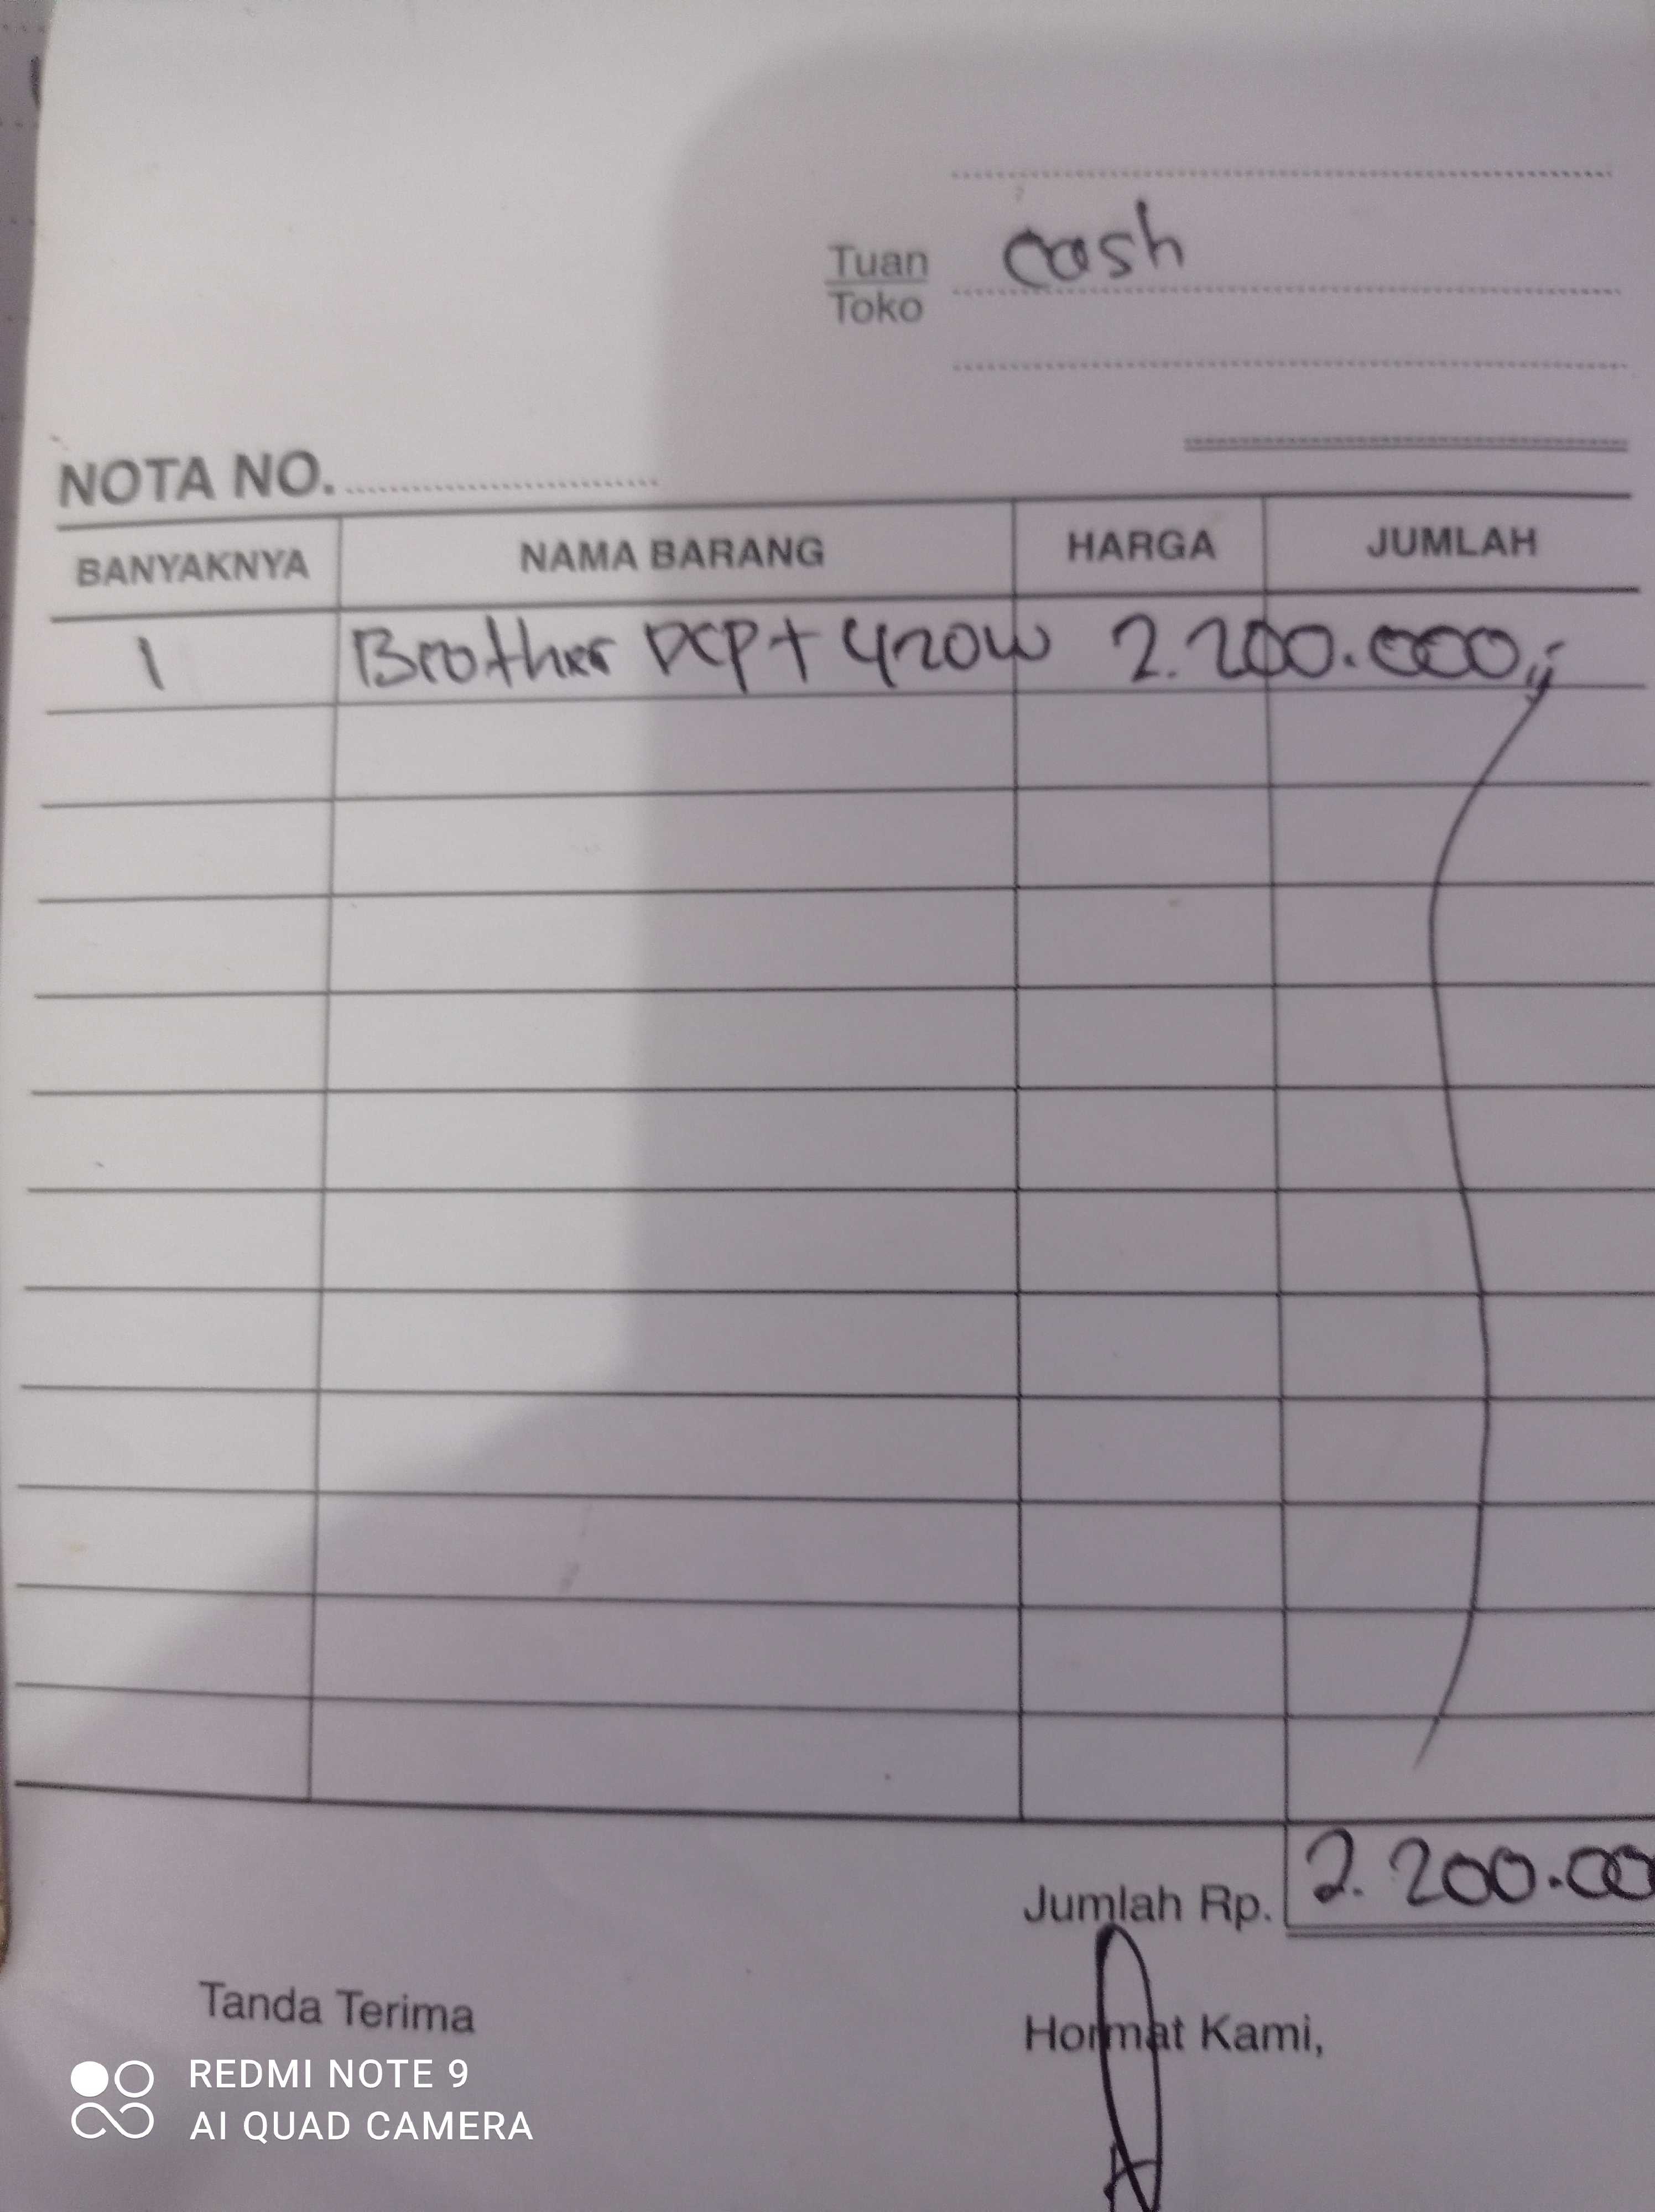 Tuan cash
Toko
NOTA NO.
BANYAKNYA NAMA BARANG HARGA JUMLAH
1 Brother DCP T 420W 2.200.000,-
Jumlah Rp. 2.200.00
Tanda Terima Hormat Kami,
REDMI NOTE 9
AI QUAD CAMERA